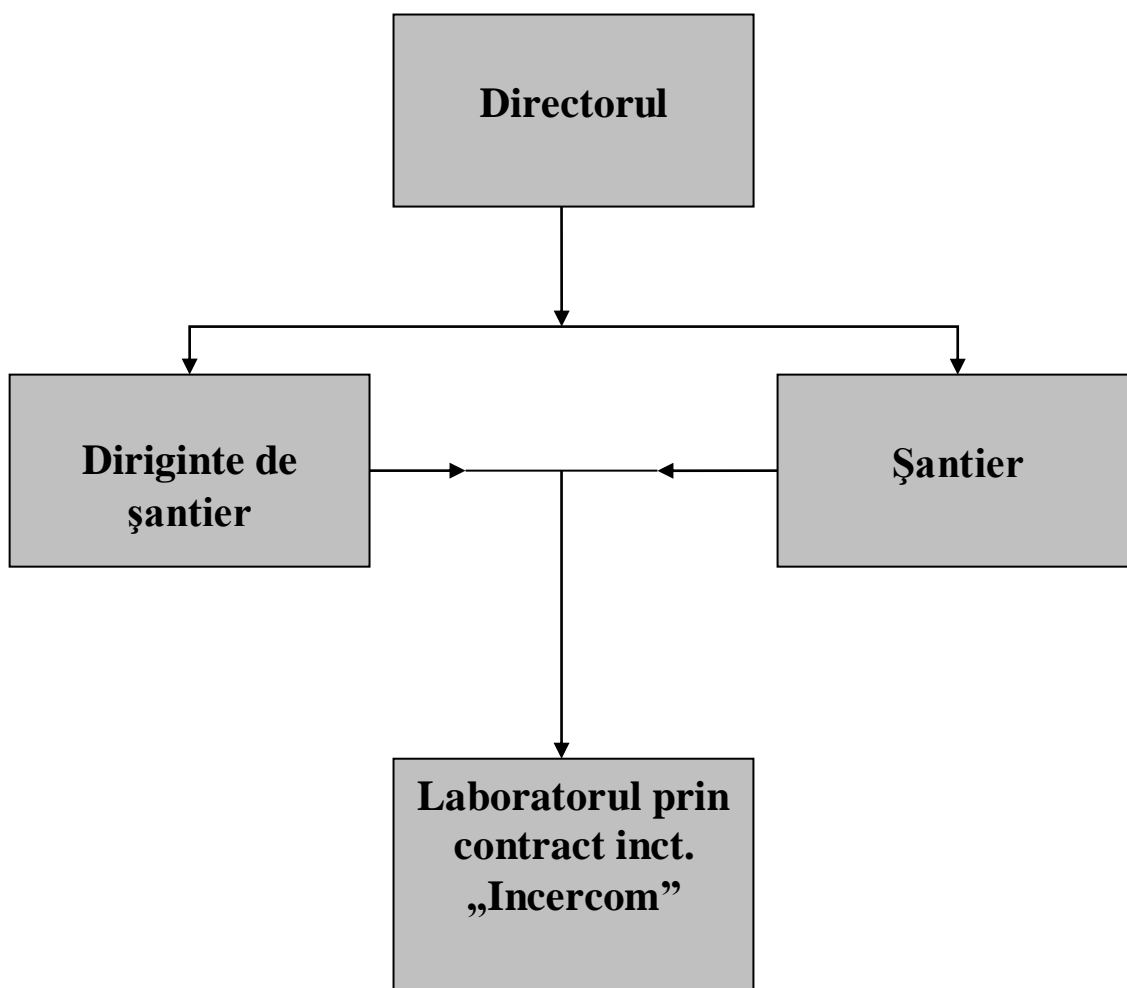 Directorul
Diriginte de
şantier
Şantier
Laboratorul prin
contract inct.
„Incercom”